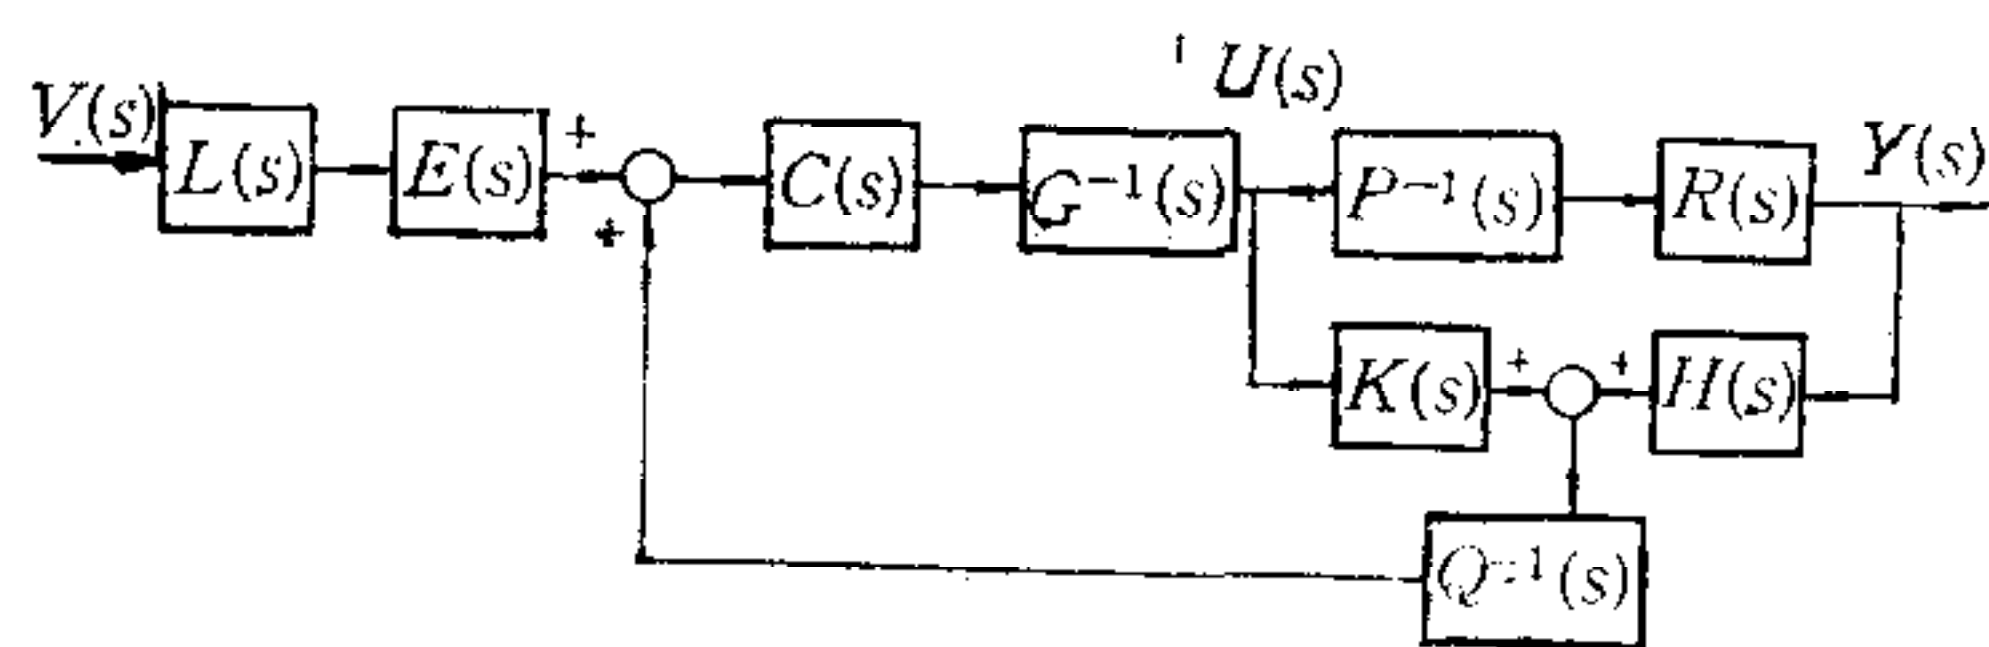 U(s)
V(s) L(s) E(s) + C(s) G⁻¹(s) P⁻¹(s) R(s) Y(s)
+
K(s) + + H(s)
Q⁻¹(s)